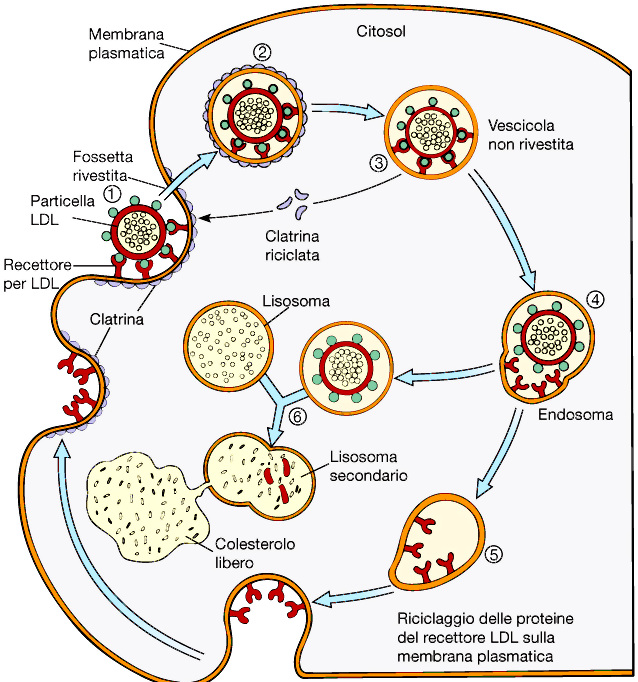 Membrana
plasmatica
Citosol
②
Vescicola
non rivestita
③
Fossetta
rivestita
①
Particella
LDL
Clatrina
riciclata
Recettore
per LDL
④
Lisosoma
Clatrina
Endosoma
⑥
Lisosoma
secondario
Colesterolo
libero
⑤
Riciclaggio delle proteine
del recettore LDL sulla
membrana plasmatica